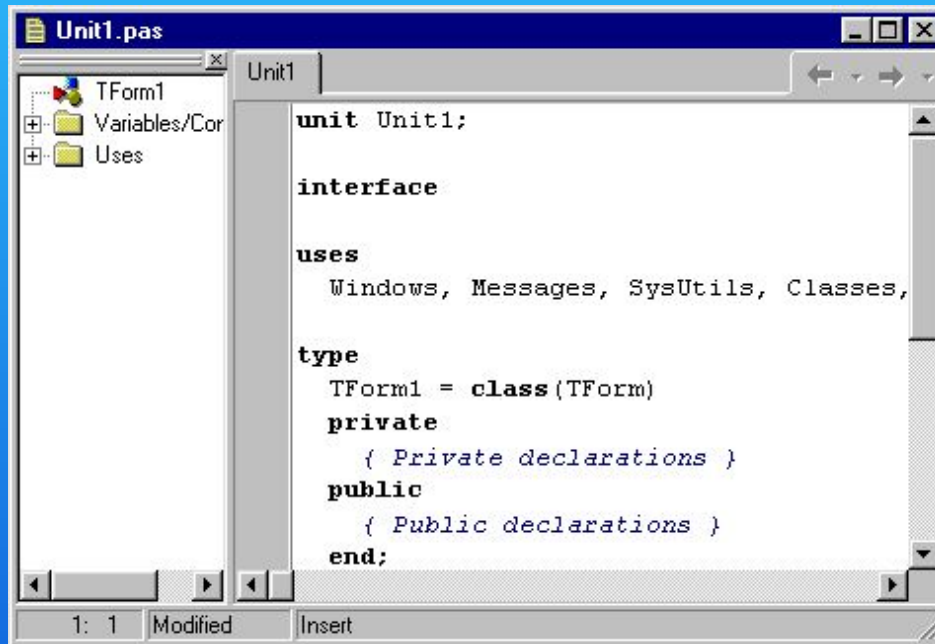 Unit1.pas
TForm1
Variables/Cor
Uses
Unit1
unit Unit1;
interface
uses
Windows, Messages, SysUtils, Classes,
type
TForm1 = class(TForm)
private
{ Private declarations }
public
{ Public declarations }
end;
1: 1 Modified Insert